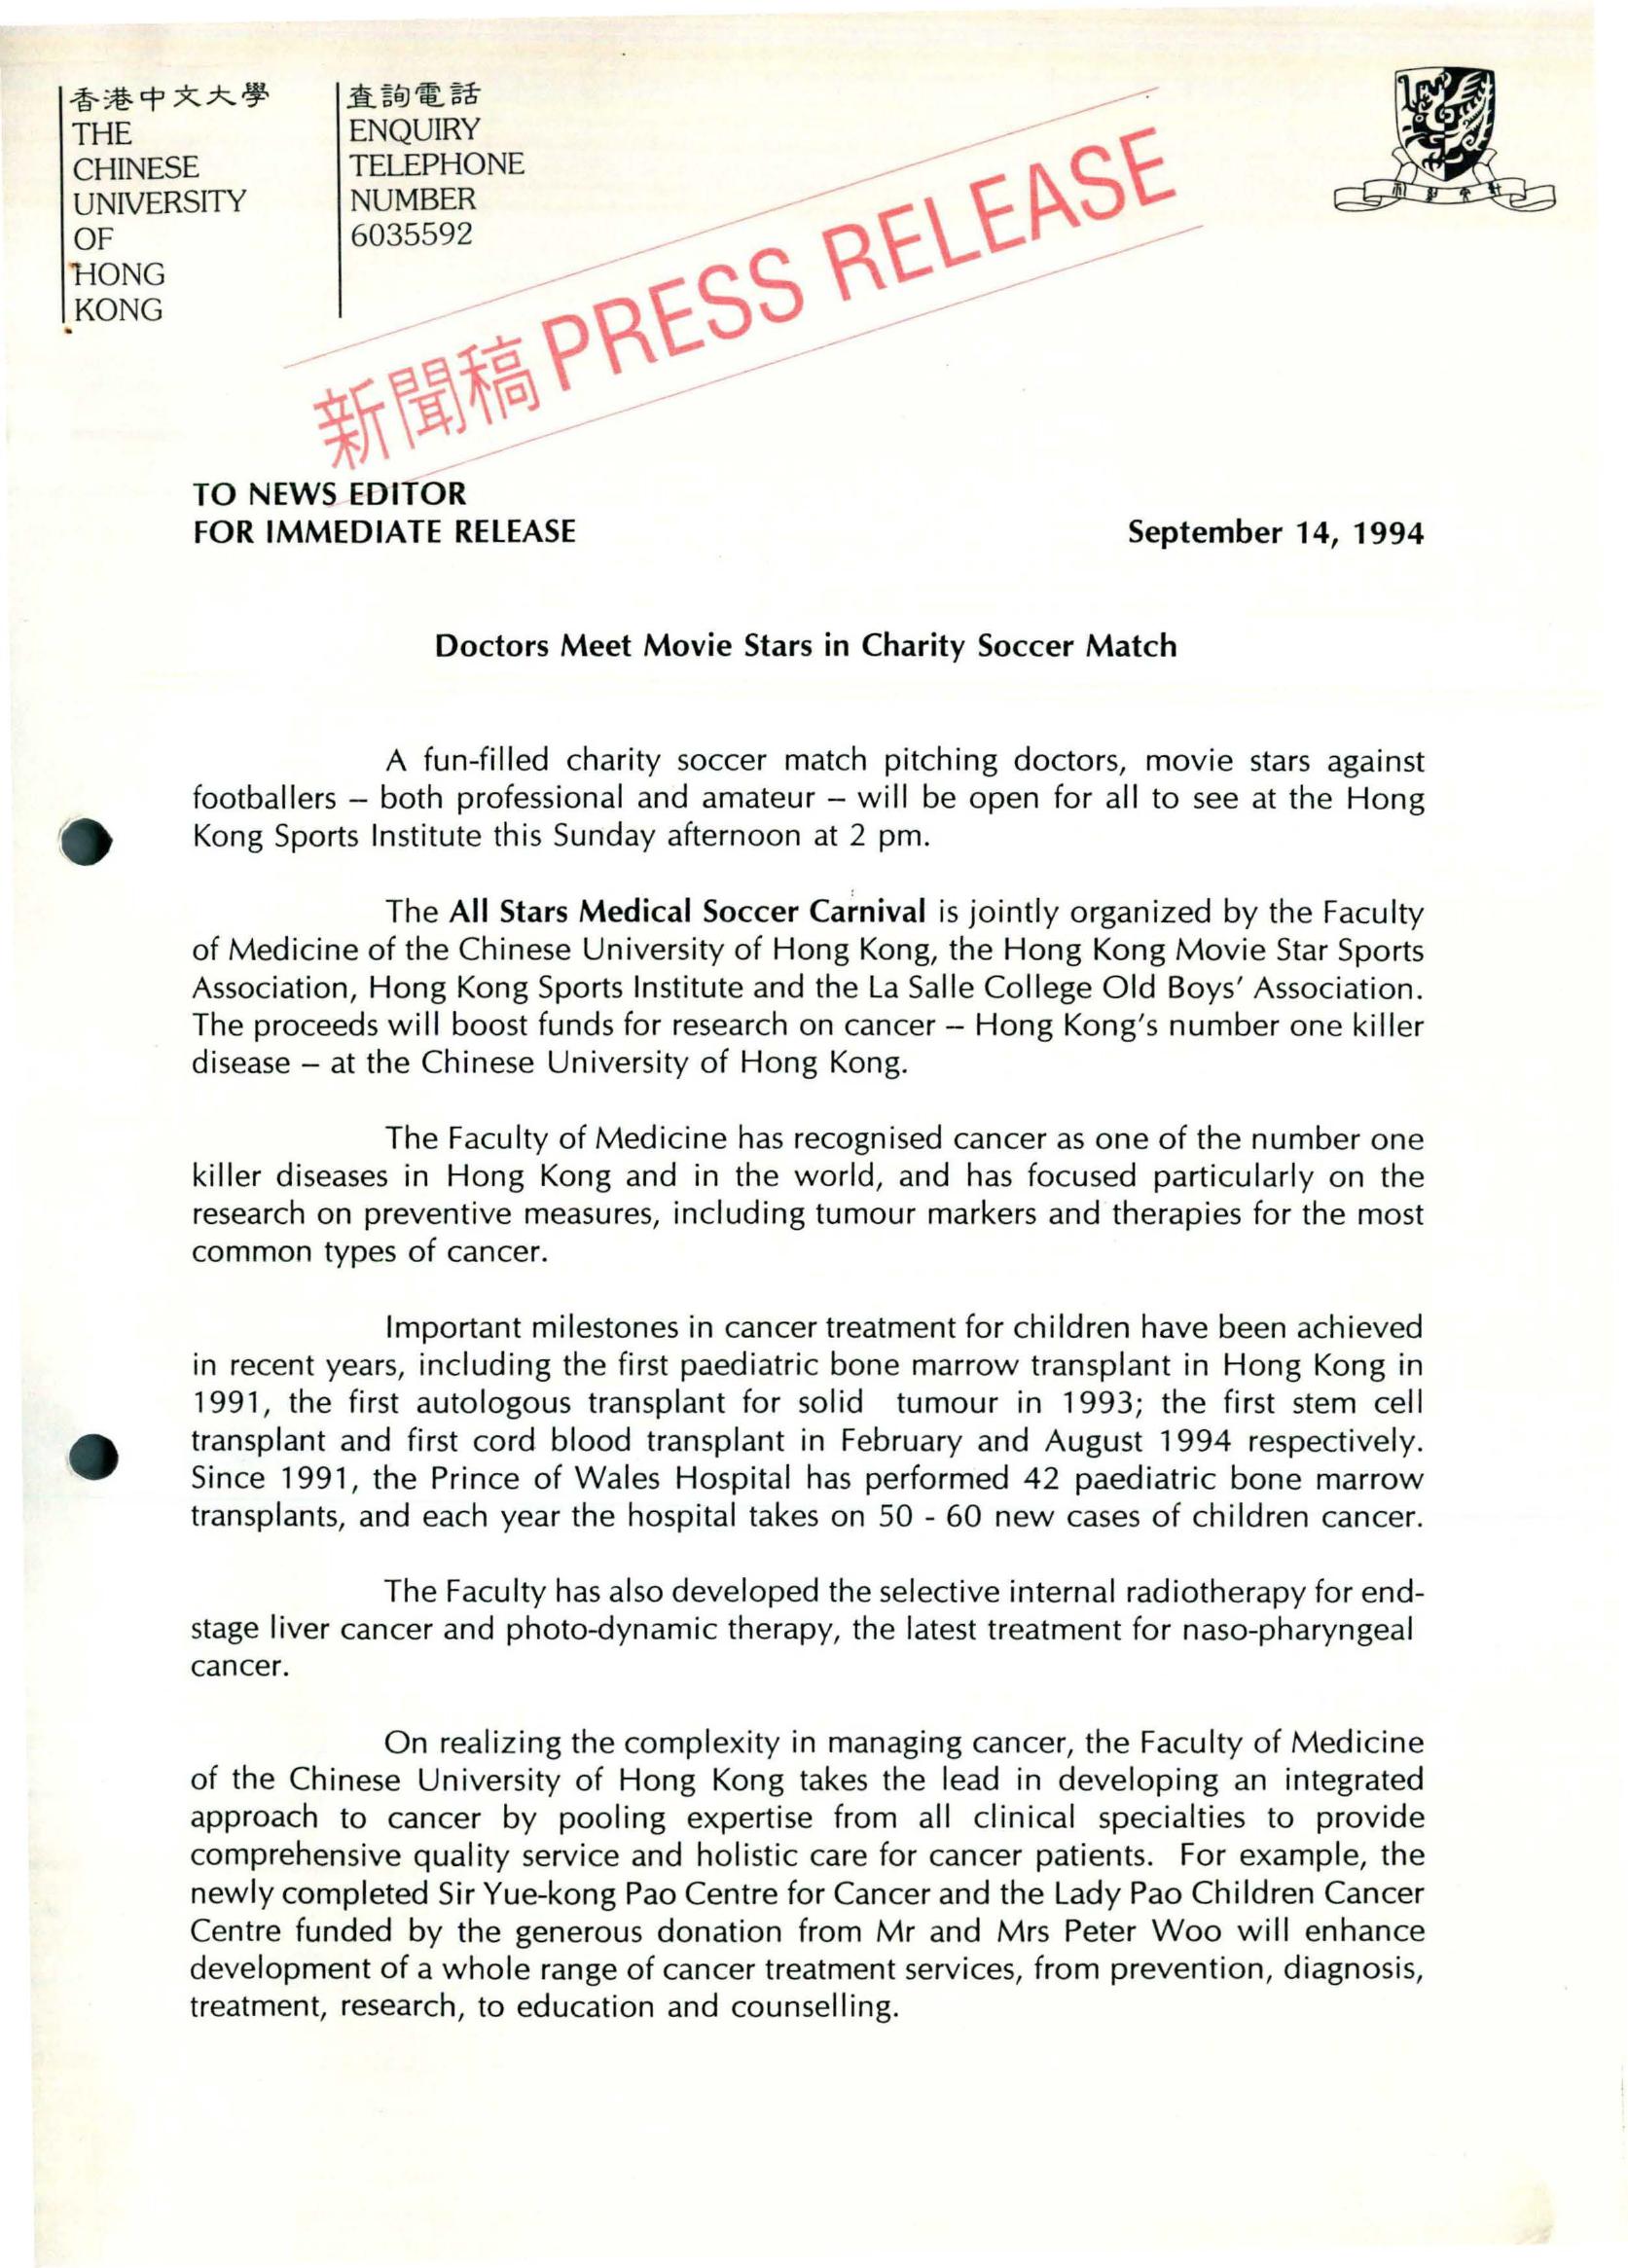 香港中文大學
THE
CHINESE
UNIVERSITY
OF
HONG
KONG
查詢電話
ENQUIRY
TELEPHONE
NUMBER
6035592
新聞稿 PRESS RELEASE
TO NEWS EDITOR
FOR IMMEDIATE RELEASE
September 14, 1994
Doctors Meet Movie Stars in Charity Soccer Match
A fun-filled charity soccer match pitching doctors, movie stars against
footballers – both professional and amateur – will be open for all to see at the Hong
Kong Sports Institute this Sunday afternoon at 2 pm.
The All Stars Medical Soccer Carnival is jointly organized by the Faculty
of Medicine of the Chinese University of Hong Kong, the Hong Kong Movie Star Sports
Association, Hong Kong Sports Institute and the La Salle College Old Boys' Association.
The proceeds will boost funds for research on cancer – Hong Kong's number one killer
disease – at the Chinese University of Hong Kong.
The Faculty of Medicine has recognised cancer as one of the number one
killer diseases in Hong Kong and in the world, and has focused particularly on the
research on preventive measures, including tumour markers and therapies for the most
common types of cancer.
Important milestones in cancer treatment for children have been achieved
in recent years, including the first paediatric bone marrow transplant in Hong Kong in
1991, the first autologous transplant for solid tumour in 1993; the first stem cell
transplant and first cord blood transplant in February and August 1994 respectively.
Since 1991, the Prince of Wales Hospital has performed 42 paediatric bone marrow
transplants, and each year the hospital takes on 50 - 60 new cases of children cancer.
The Faculty has also developed the selective internal radiotherapy for end-
stage liver cancer and photo-dynamic therapy, the latest treatment for naso-pharyngeal
cancer.
On realizing the complexity in managing cancer, the Faculty of Medicine
of the Chinese University of Hong Kong takes the lead in developing an integrated
approach to cancer by pooling expertise from all clinical specialties to provide
comprehensive quality service and holistic care for cancer patients. For example, the
newly completed Sir Yue-kong Pao Centre for Cancer and the Lady Pao Children Cancer
Centre funded by the generous donation from Mr and Mrs Peter Woo will enhance
development of a whole range of cancer treatment services, from prevention, diagnosis,
treatment, research, to education and counselling.